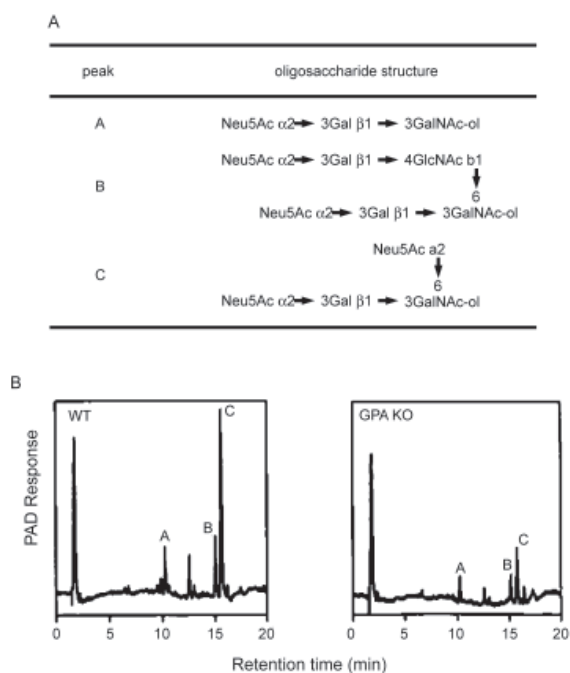 A
peak oligosaccharide structure
A Neu5Ac α2➔ 3Gal β1➔ 3GalNAc-ol
Neu5Ac α2➔ 3Gal β1 ➔ 4GlcNAc b1
B
6
Neu5Ac α2➔ 3Gal β1 ➔ 3GalNAc-ol
Neu5Ac a2
C
6
Neu5Ac α2➔ 3Gal β1 ➔ 3GalNAc-ol
B
WT GPA KO
C
A B
A B C
PAD Response
0 5 10 15 20 0 5 10 15 20
Retention time (min)